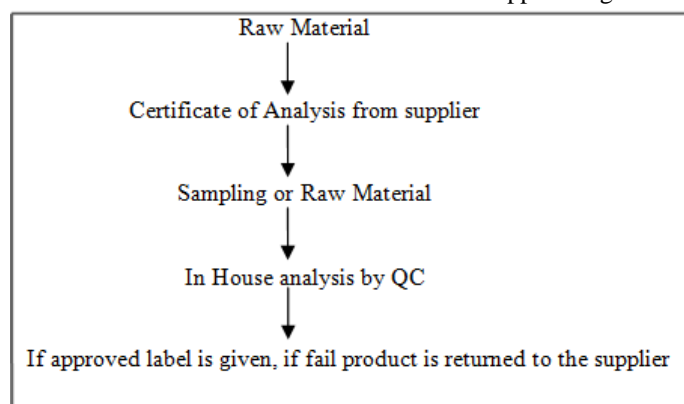 Raw Material
Certificate of Analysis from supplier
Sampling or Raw Material
In House analysis by QC
If approved label is given, if fail product is returned to the supplier